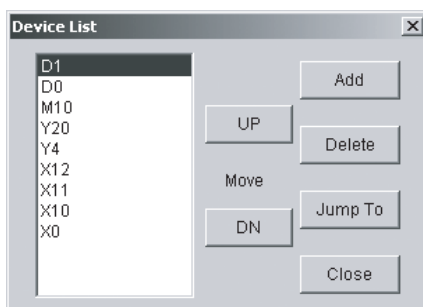 Device List
D1
D0
M10
Y20
Y4
X12
X11
X10
X0
UP
Move
DN
Add
Delete
Jump To
Close